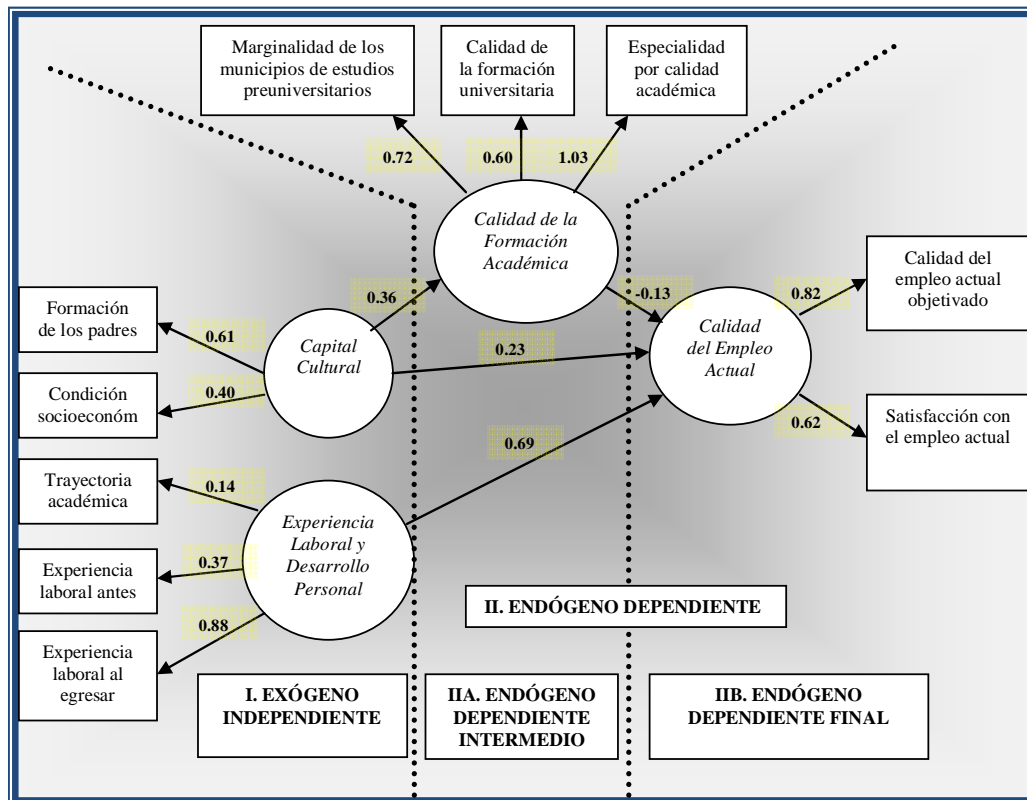 Marginalidad de los
municipios de estudios
preuniversitarios
Calidad de
la formación
universitaria
Especialidad
por calidad
académica
0.72
0.60
1.03
Calidad de la
Formación
Académica
Calidad del
empleo actual
objetivado
0.36
-0.13
0.82
Formación
de los padres
0.61
Capital
Cultural
0.23
Calidad
del Empleo
Actual
Condición
socioeconóm
0.40
0.62
Satisfacción con
el empleo actual
0.69
Trayectoria
académica
0.14
Experiencia
Laboral y
Desarrollo
Personal
Experiencia
laboral antes
0.37
0.88
Experiencia
laboral al
egresar
II. ENDÓGENO DEPENDIENTE
I. EXÓGENO
INDEPENDIENTE
IIA. ENDÓGENO
DEPENDIENTE
INTERMEDIO
IIB. ENDÓGENO
DEPENDIENTE FINAL